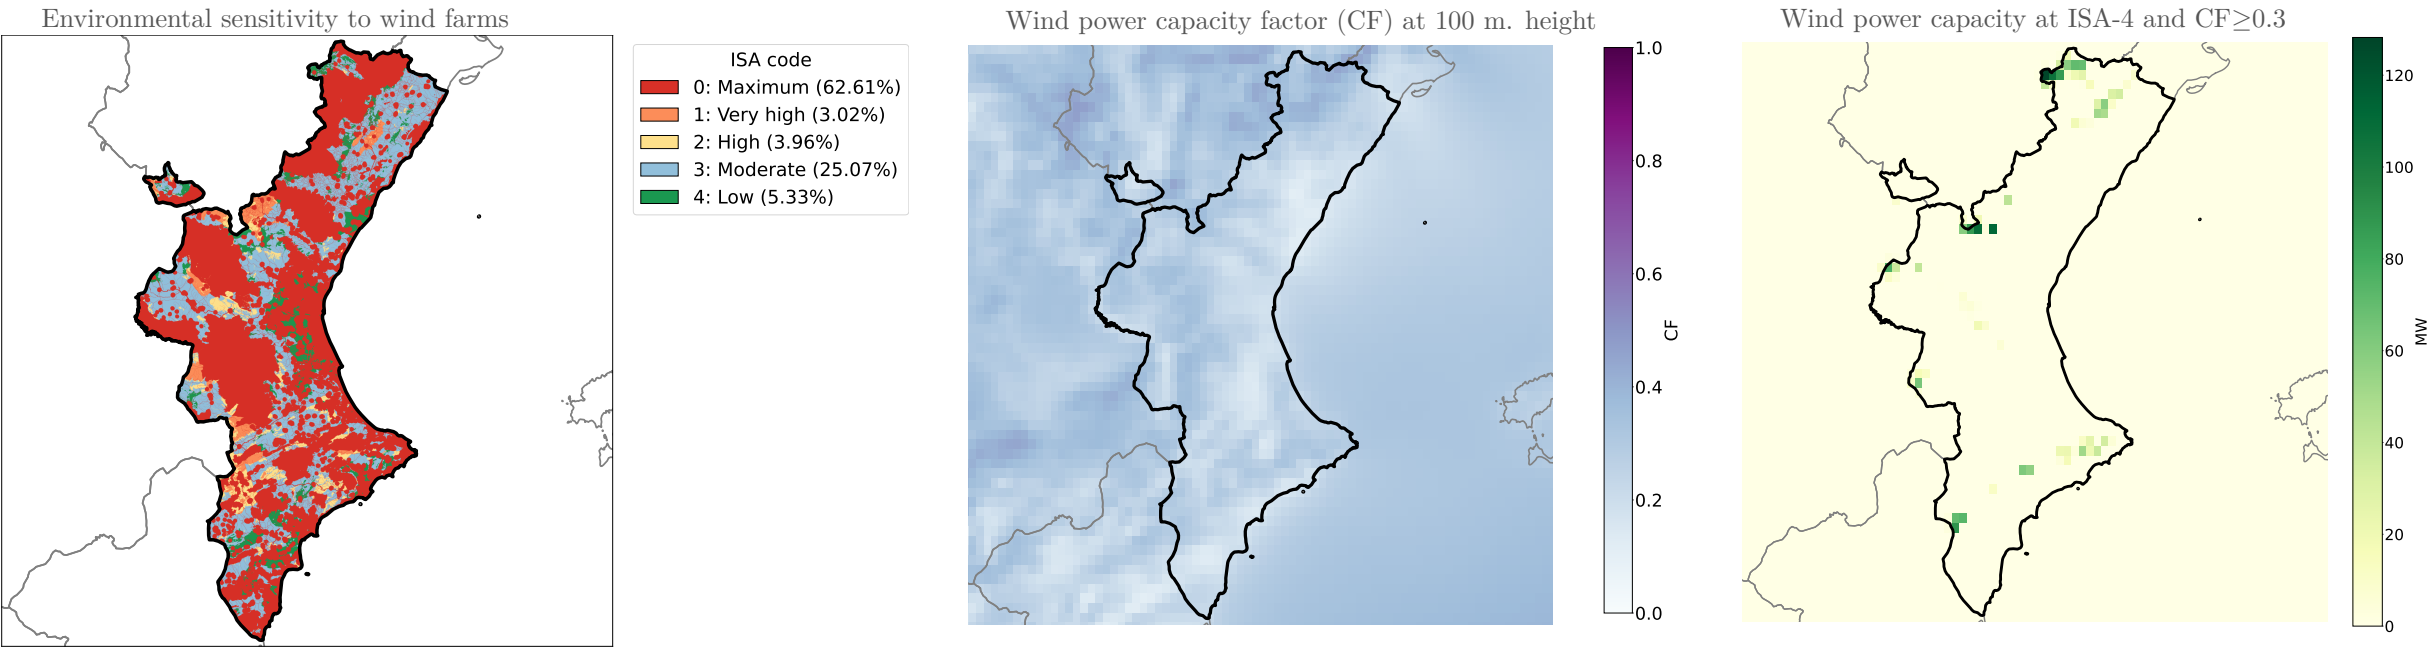 Environmental sensitivity to wind farms
ISA code
0: Maximum (62.61%)
1: Very high (3.02%)
2: High (3.96%)
3: Moderate (25.07%)
4: Low (5.33%)
Wind power capacity factor (CF) at 100 m. height
1.0
0.8
0.6
0.4
0.2
0.0
CF
Wind power capacity at ISA-4 and CF≥0.3
120
100
80
60
40
20
0
MW